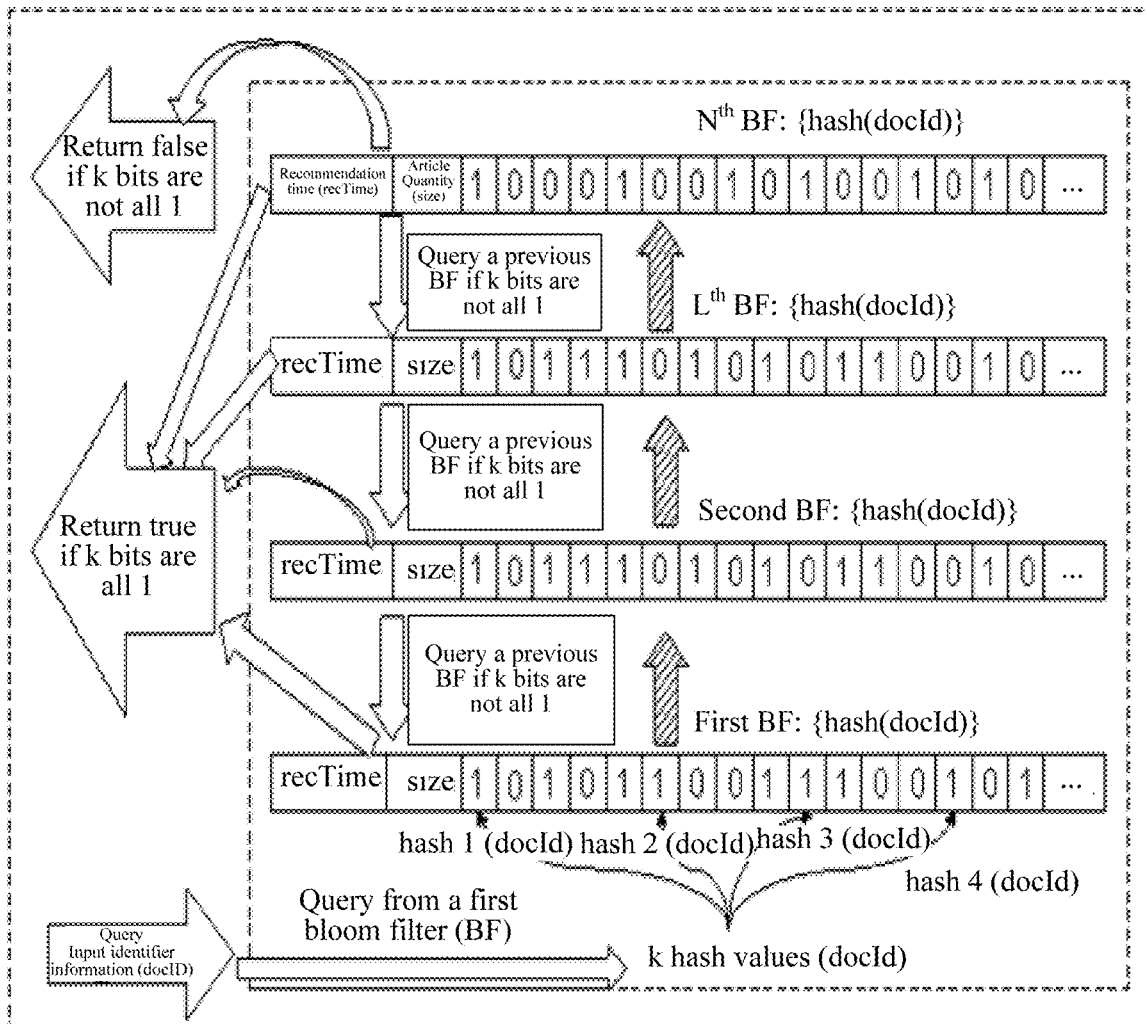 Return false
if k bits are
not all 1
Nth BF: {hash(docId)}
Recommendation
time (recTime)
Article
Quantity
(size)
1 0 0 0 1 0 0 1 0 1 0 0 1 0 1 0 ...
Query a previous
BF if k bits are
not all 1
Lth BF: {hash(docId)}
recTime size 1 0 1 1 1 0 1 0 1 0 1 1 0 0 1 0 ...
Query a previous
BF if k bits are
not all 1
Second BF: {hash(docId)}
Return true
if k bits are
all 1
recTime size 1 0 1 1 1 0 1 0 1 0 1 1 0 0 1 0 ...
Query a previous
BF if k bits are
not all 1
First BF: {hash(docId)}
recTime size 1 0 1 0 1 1 0 0 1 1 1 0 0 1 0 1 ...
hash 1 (docId) hash 2 (docId) hash 3 (docId)
hash 4 (docId)
Query from a first
bloom filter (BF)
Query
Input identifier
information (docID)
k hash values (docId)